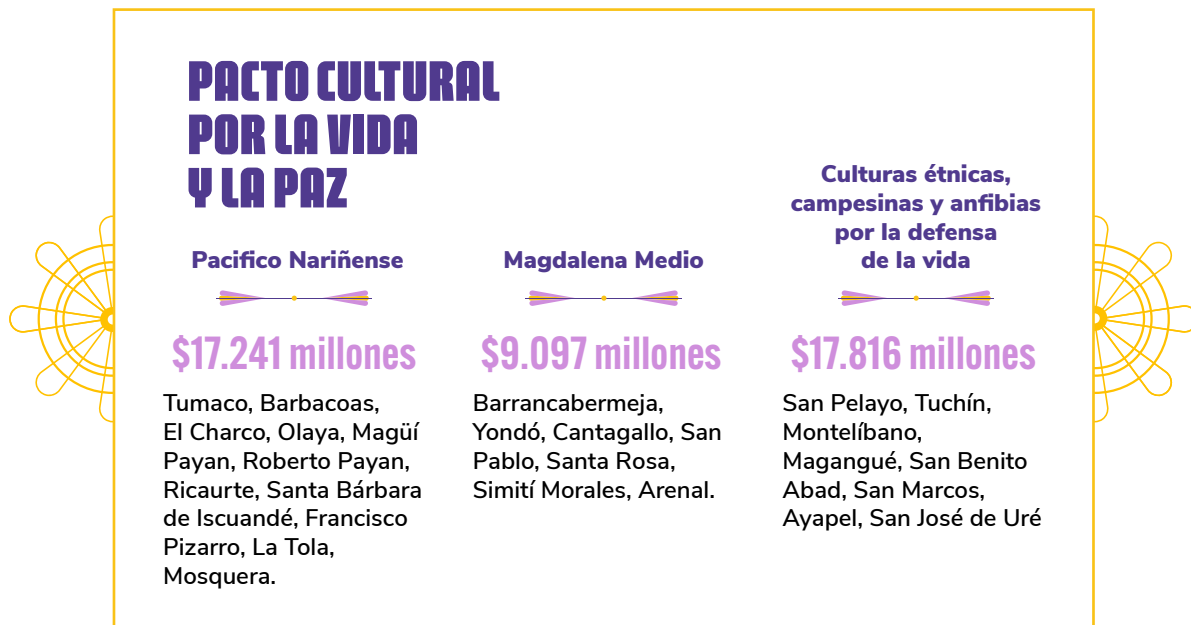 PACTO CULTURAL
POR LA VIDA
Y LA PAZ
Pacifico Nariñense
$17.241 millones
Tumaco, Barbacoas,
El Charco, Olaya, Magüí
Payan, Roberto Payan,
Ricaurte, Santa Bárbara
de Iscuandé, Francisco
Pizarro, La Tola,
Mosquera.
Magdalena Medio
$9.097 millones
Barrancabermeja,
Yondó, Cantagallo, San
Pablo, Santa Rosa,
Simití Morales, Arenal.
Culturas étnicas,
campesinas y anfibias
por la defensa
de la vida
$17.816 millones
San Pelayo, Tuchín,
Montelíbano,
Magangué, San Benito
Abad, San Marcos,
Ayapel, San José de Uré